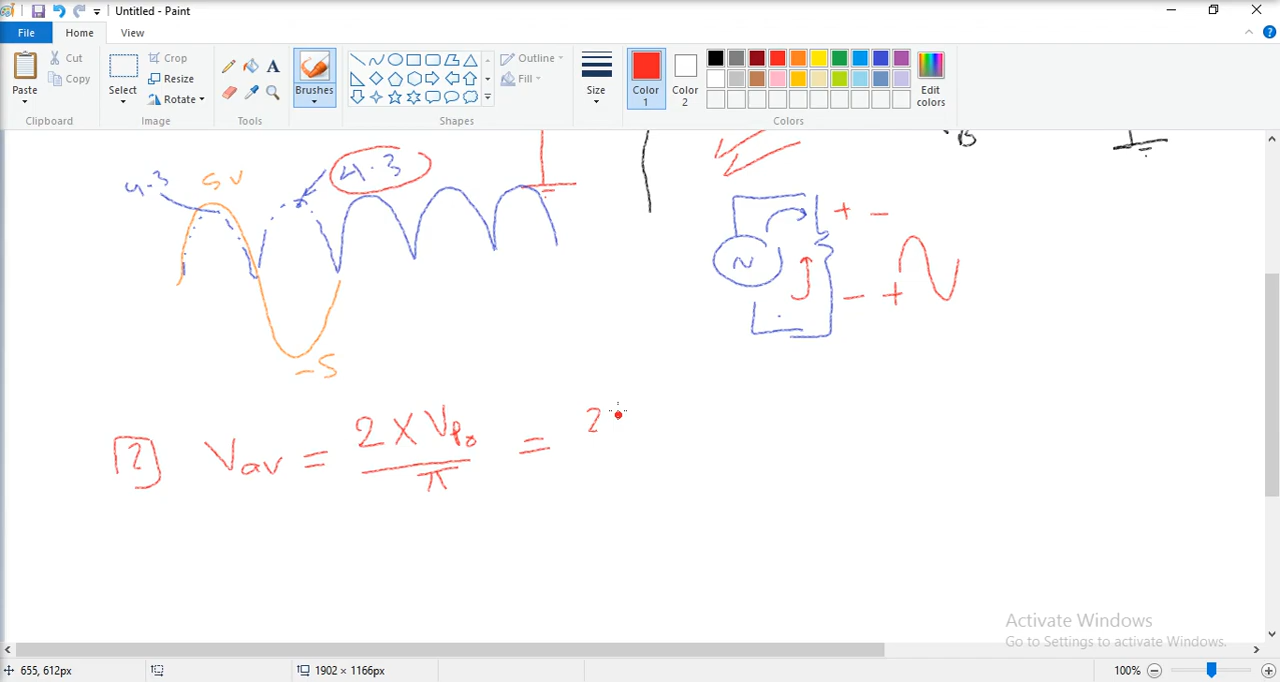 Untitled - Paint
File Home View
Paste
Cut
Copy
Clipboard
Select
Crop
Resize
Rotate
Image
A
Tools
Brushes
Shapes
Outline
Fill
Size
Color 1
Color 2
Edit colors
Colors
B
4.3 5V 4.3
+ -
~
- +
-5
[2] Vav = 2 × Vpo / π = 2
Activate Windows
Go to Settings to activate Windows.
655, 612px 1902 × 1166px 100%